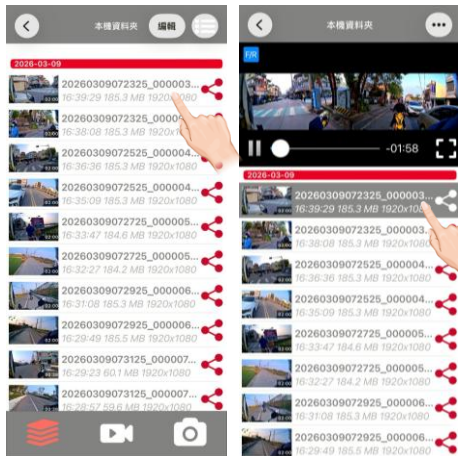 本機資料夾
編輯
2026-03-09
20260309072325_000003...
16:39:29 185.3 MB 1920x1080
20260309072325_00000
16:38:08 185.3 MB 1920x1080
20260309072525_000004...
16:36:36 185.3 MB 1920x1080
20260309072525_000004...
16:35:09 185.3 MB 1920x1080
20260309072725_000005...
16:33:47 184.6 MB 1920x1080
20260309072725_000005...
16:32:27 184.2 MB 1920x1080
20260309072925_000006...
16:31:08 185.3 MB 1920x1080
20260309072925_000006...
16:29:49 185.5 MB 1920x1080
20260309073125_000007...
16:29:23 60.1 MB 1920x1080
20260309073125_000007...
16:28:57 59.6 MB 1920x1080
本機資料夾
F/R
-01:58
2026-03-09
20260309072325_000003...
16:39:29 185.3 MB 1920x1080
20260309072325_000003...
16:38:08 185.3 MB 1920x1080
20260309072525_000004...
16:36:36 185.3 MB 1920x1080
20260309072525_000004...
16:35:09 185.3 MB 1920x1080
20260309072725_000005...
16:33:47 184.6 MB 1920x1080
20260309072725_000005...
16:32:27 184.2 MB 1920x1080
20260309072925_000006...
16:31:08 185.3 MB 1920x1080
20260309072925_000006...
16:29:49 185.5 MB 1920x1080